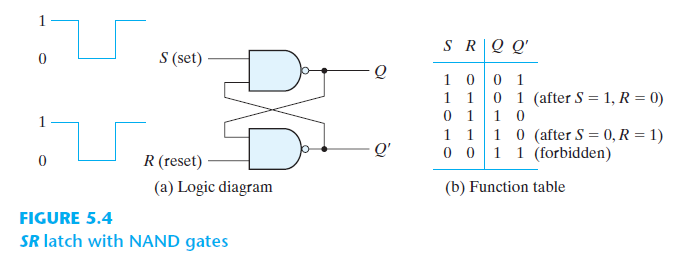 1
0
S (set)
Q
1
0
R (reset)
Q′
(a) Logic diagram
S R Q Q′
1 0 0 1
1 1 0 1 (after S = 1, R = 0)
0 1 1 0
1 1 1 0 (after S = 0, R = 1)
0 0 1 1 (forbidden)
(b) Function table
FIGURE 5.4
SR latch with NAND gates